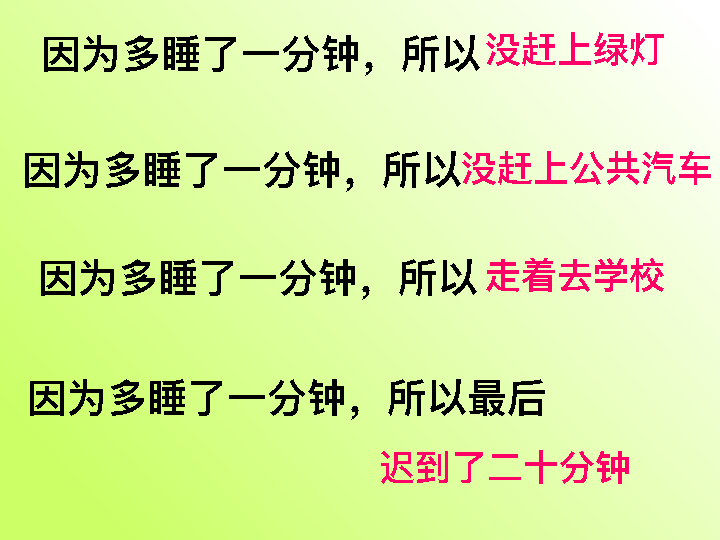 因为多睡了一分钟，所以没赶上绿灯
因为多睡了一分钟，所以没赶上公共汽车
因为多睡了一分钟，所以走着去学校
因为多睡了一分钟，所以最后
迟到了二十分钟